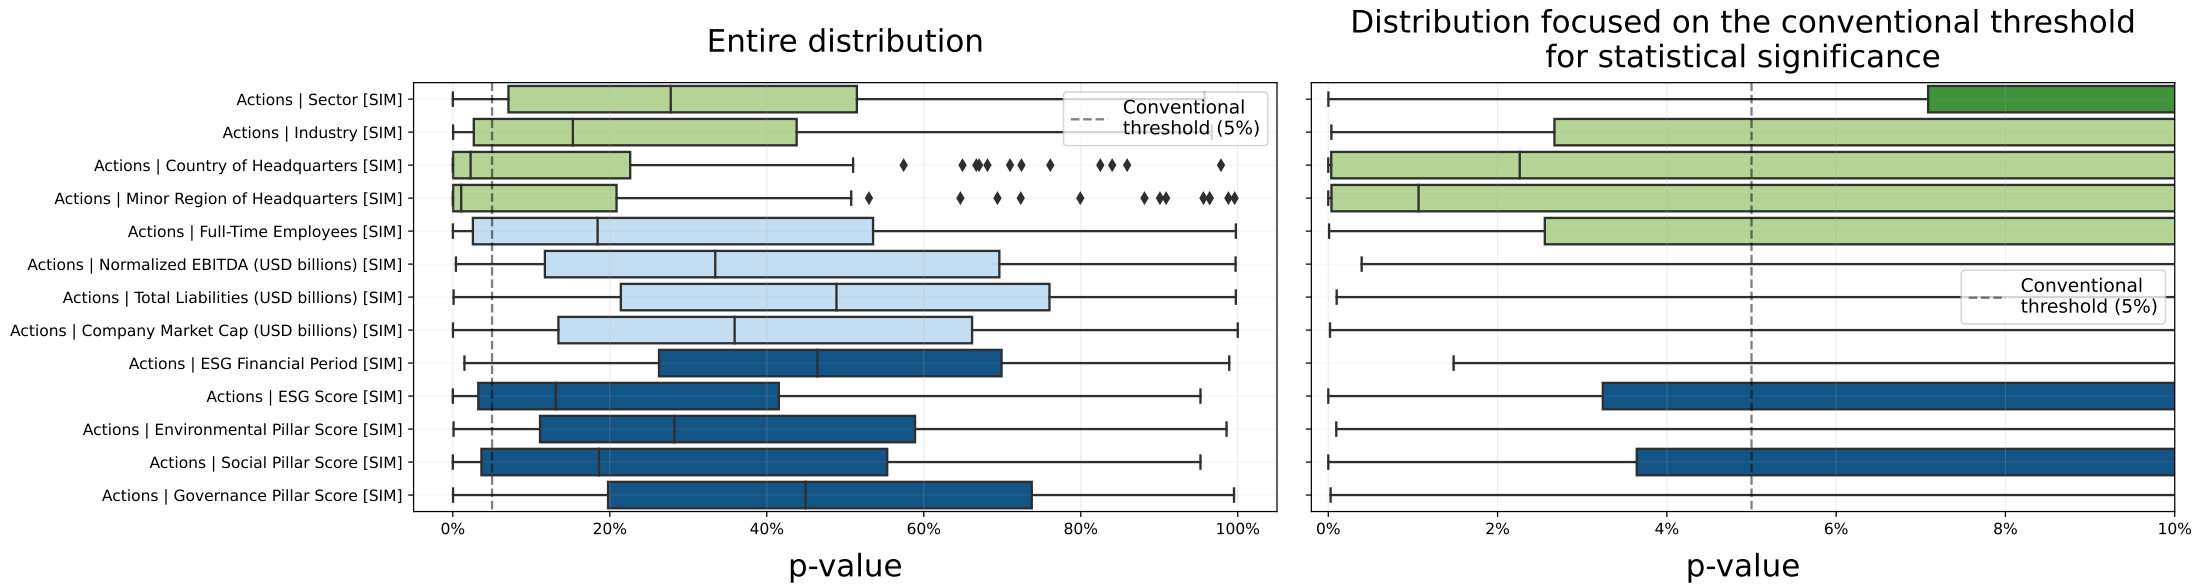 Entire distribution
Distribution focused on the conventional threshold
for statistical significance
Actions | Sector [SIM]
Actions | Industry [SIM]
Actions | Country of Headquarters [SIM]
Actions | Minor Region of Headquarters [SIM]
Actions | Full-Time Employees [SIM]
Actions | Normalized EBITDA (USD billions) [SIM]
Actions | Total Liabilities (USD billions) [SIM]
Actions | Company Market Cap (USD billions) [SIM]
Actions | ESG Financial Period [SIM]
Actions | ESG Score [SIM]
Actions | Environmental Pillar Score [SIM]
Actions | Social Pillar Score [SIM]
Actions | Governance Pillar Score [SIM]
Conventional
threshold (5%)
0% 20% 40% 60% 80% 100%
p-value
Conventional
threshold (5%)
0% 2% 4% 6% 8% 10%
p-value